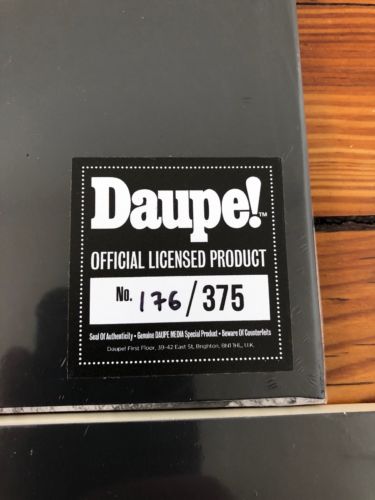 Daupe!™
OFFICIAL LICENSED PRODUCT
No. 176 / 375
Seal Of Authenticity • Genuine DAUPE MEDIA Special Product • Beware Of Counterfeits
Daupe! First Floor, 39-42 East St, Brighton, BN1 1HL, U.K.